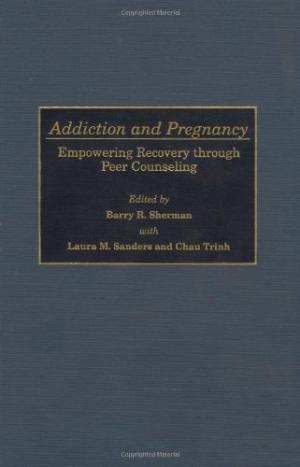 Addiction and Pregnancy
Empowering Recovery through
Peer Counseling
Edited by
Barry R. Sherman
with
Laura M. Sanders and Chau Trinh